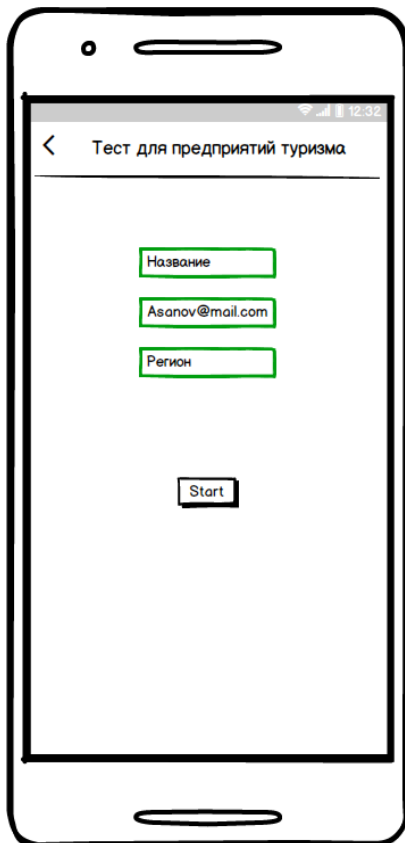 12.32
Тест для предприятий туризма
Название
Asanov@mail.com
Регион
Start